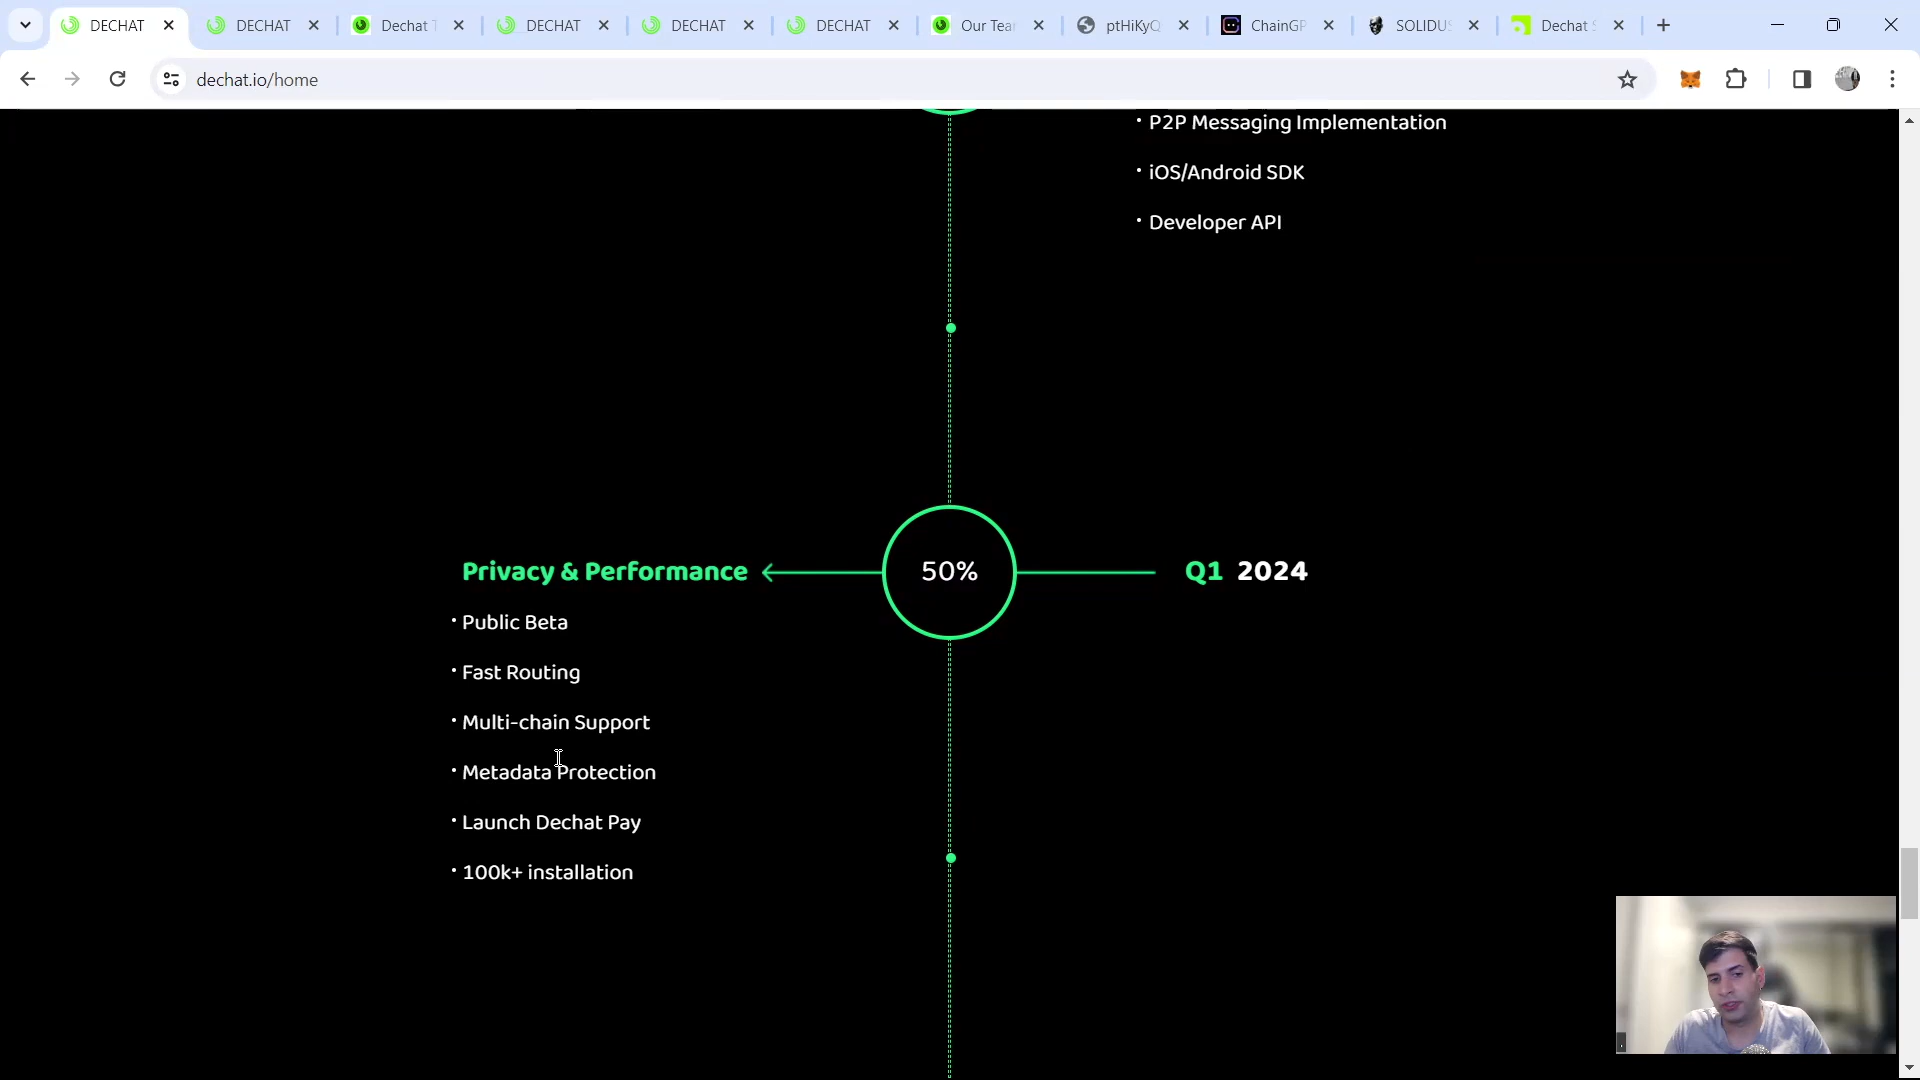 DECHAT
DECHAT
Dechat T
DECHAT
DECHAT
DECHAT
Our Tea
ptHiKyQ
ChainGP
SOLIDUS
Dechat S
dechat.io/home
• P2P Messaging Implementation
• iOS/Android SDK
• Developer API
Privacy & Performance
50%
Q1 2024
• Public Beta
• Fast Routing
• Multi-chain Support
• Metadata Protection
• Launch Dechat Pay
• 100k+ installation